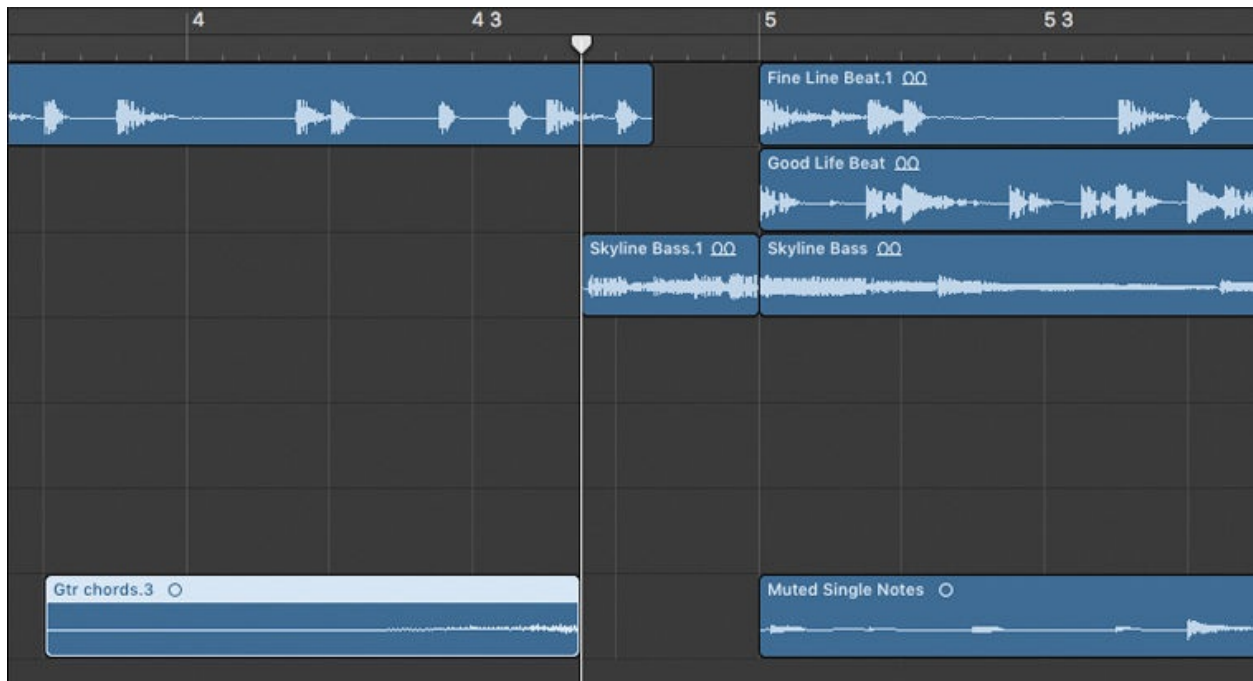 4
4 3
5
5 3
Fine Line Beat.1
Good Life Beat
Skyline Bass.1
Skyline Bass
Gtr chords.3
Muted Single Notes